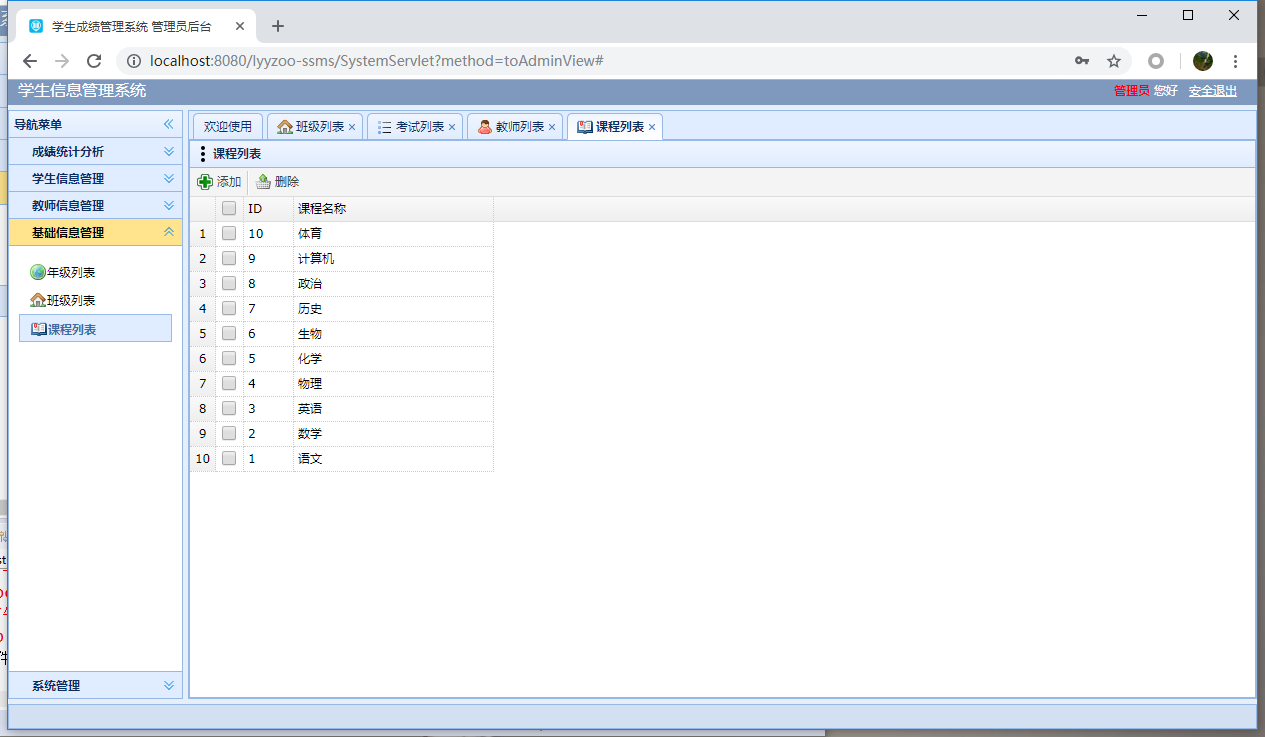 学生成绩管理系统 管理员后台
localhost:8080/lyyzoo-ssms/SystemServlet?method=toAdminView#
学生信息管理系统
管理员 您好 安全退出
导航菜单
成绩统计分析
学生信息管理
教师信息管理
基础信息管理
年级列表
班级列表
课程列表
系统管理
欢迎使用 班级列表 考试列表 教师列表 课程列表
课程列表
添加 删除
ID 课程名称
1 10 体育
2 9 计算机
3 8 政治
4 7 历史
5 6 生物
6 5 化学
7 4 物理
8 3 英语
9 2 数学
10 1 语文